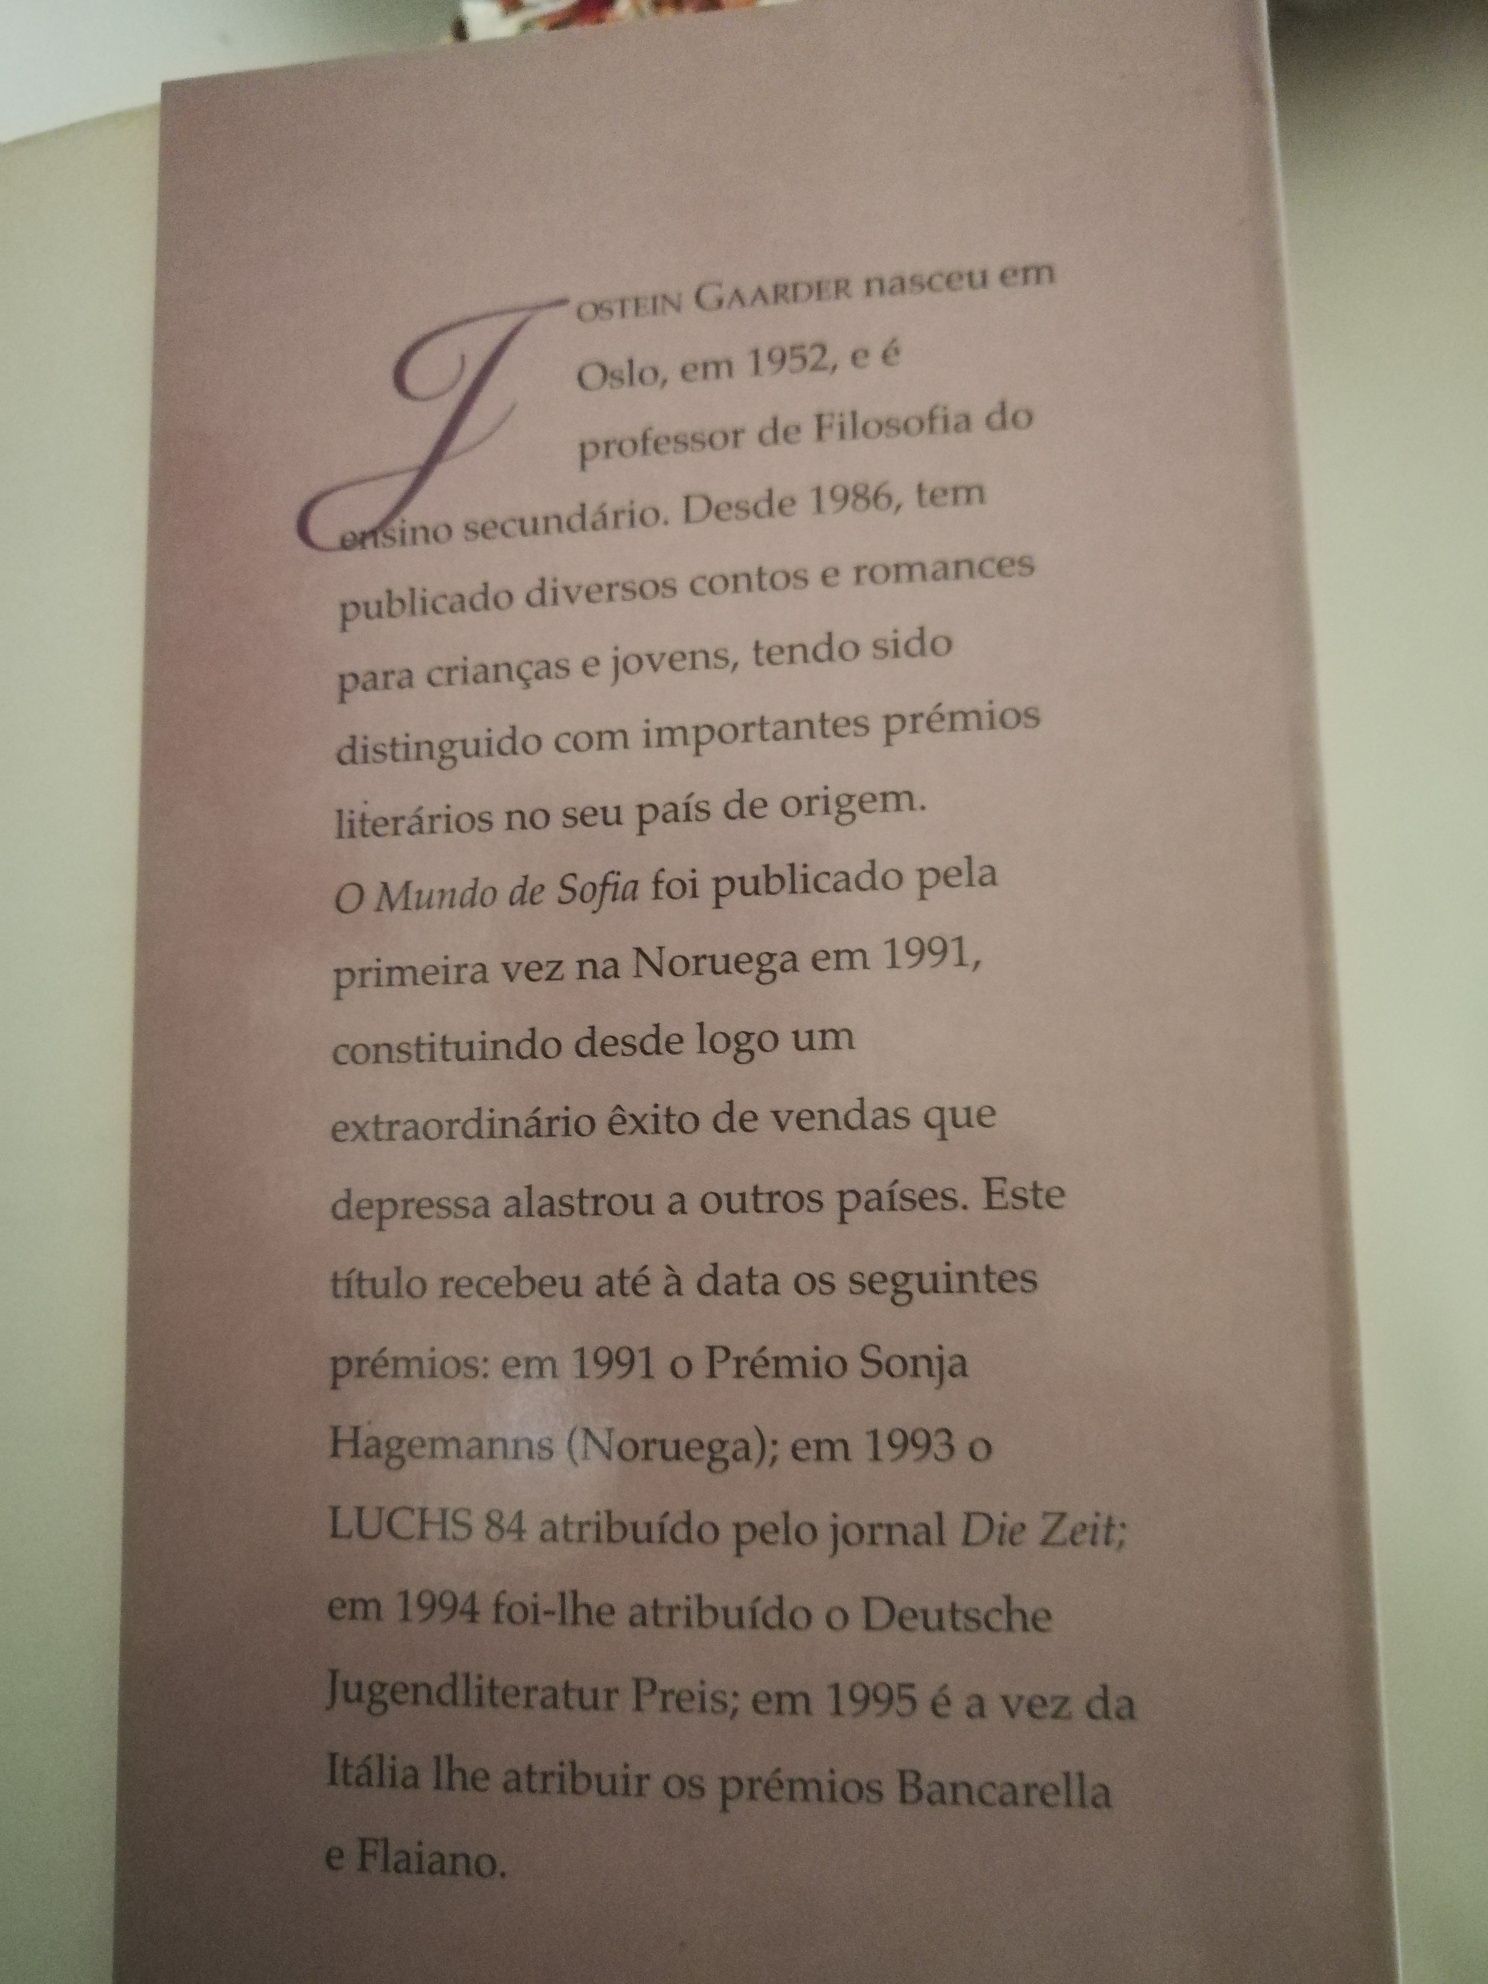 JOSTEIN GAARDER nasceu em
Oslo, em 1952, e é
professor de Filosofia do
ensino secundário. Desde 1986, tem
publicado diversos contos e romances
para crianças e jovens, tendo sido
distinguido com importantes prémios
literários no seu país de origem.
O Mundo de Sofia foi publicado pela
primeira vez na Noruega em 1991,
constituindo desde logo um
extraordinário êxito de vendas que
depressa alastrou a outros países. Este
título recebeu até à data os seguintes
prémios: em 1991 o Prémio Sonja
Hagemanns (Noruega); em 1993 o
LUCHS 84 atribuído pelo jornal Die Zeit;
em 1994 foi-lhe atribuído o Deutsche
Jugendliteratur Preis; em 1995 é a vez da
Itália lhe atribuir os prémios Bancarella
e Flaiano.